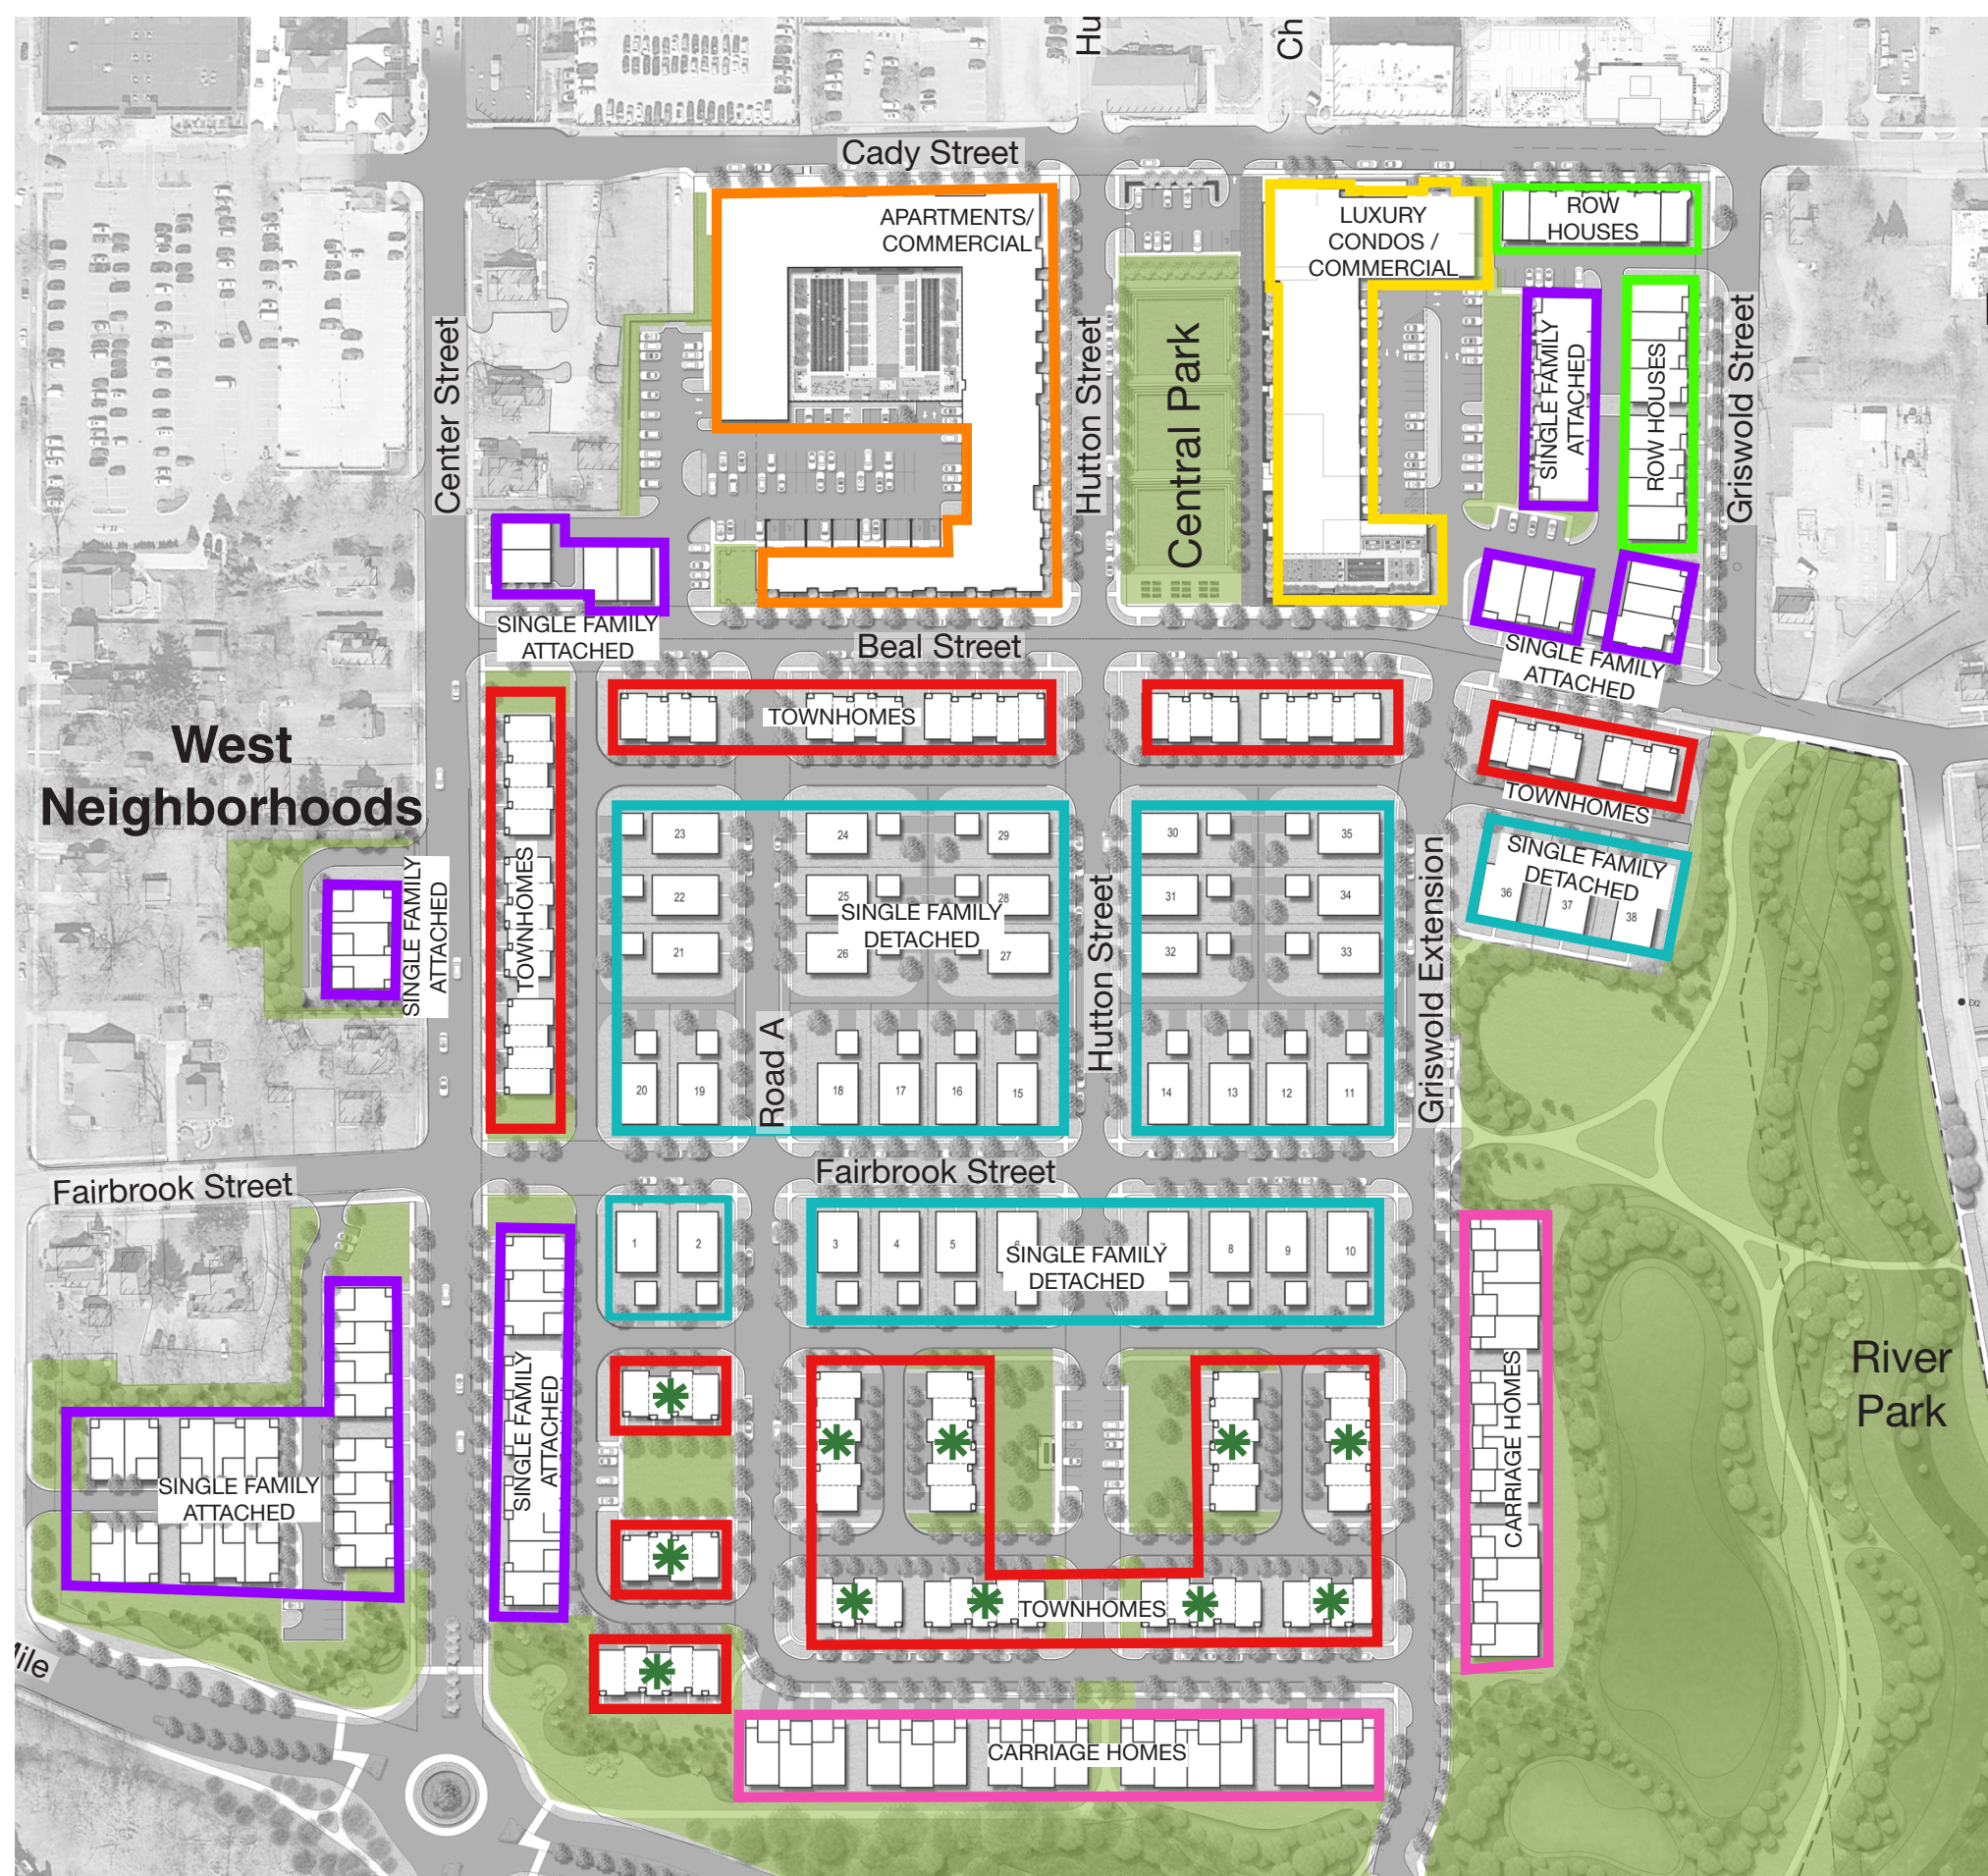 Hu
Ch
Cady Street
APARTMENTS/
COMMERCIAL
LUXURY
CONDOS /
COMMERCIAL
ROW
HOUSES
Center Street
Hutton Street
Central Park
SINGLE FAMILY
ATTACHED
ROW HOUSES
Griswold Street
SINGLE FAMILY
ATTACHED
Beal Street
SINGLE FAMILY
ATTACHED
West
Neighborhoods
TOWNHOMES
TOWNHOMES
SINGLE FAMILY
ATTACHED
TOWNHOMES
23
24
29
30
35
22
25
28
31
34
SINGLE FAMILY
DETACHED
21
26
27
32
33
SINGLE FAMILY
DETACHED
36
37
38
Hutton Street
Griswold Extension
Road A
20
19
18
17
16
15
14
13
12
11
Fairbrook Street
Fairbrook Street
1
2
3
4
5
6
8
9
10
SINGLE FAMILY
DETACHED
SINGLE FAMILY
ATTACHED
SINGLE FAMILY
ATTACHED
CARRIAGE HOMES
River
Park
TOWNHOMES
CARRIAGE HOMES